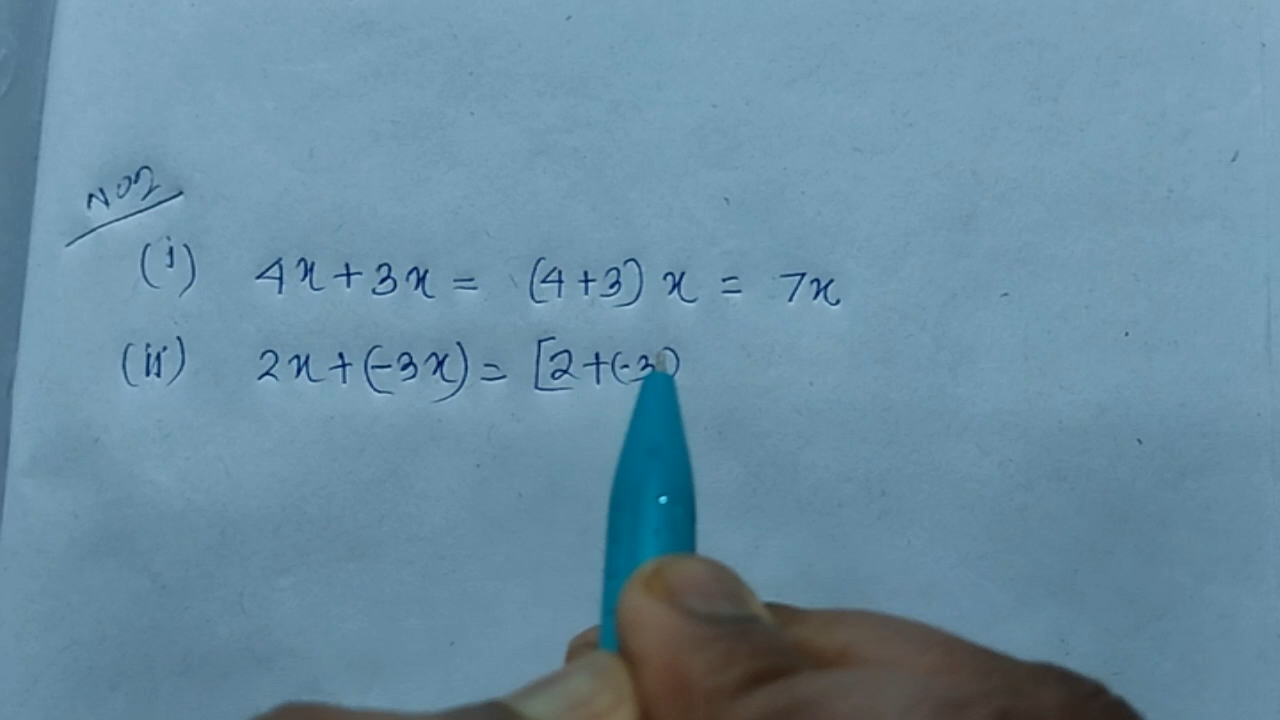 NO2
(i) 4x + 3x = (4+3) x = 7x
(ii) 2x + (-3x) = [2+(-3)